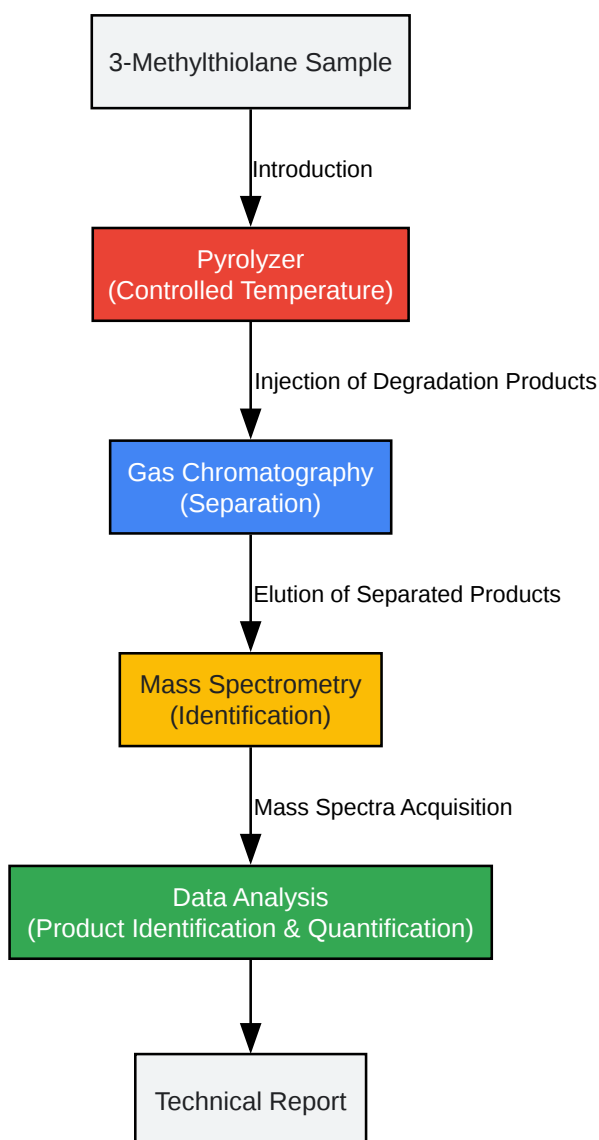 3-Methylthiolane Sample
Introduction
Pyrolyzer
(Controlled Temperature)
Injection of Degradation Products
Gas Chromatography
(Separation)
Elution of Separated Products
Mass Spectrometry
(Identification)
Mass Spectra Acquisition
Data Analysis
(Product Identification & Quantification)
Technical Report